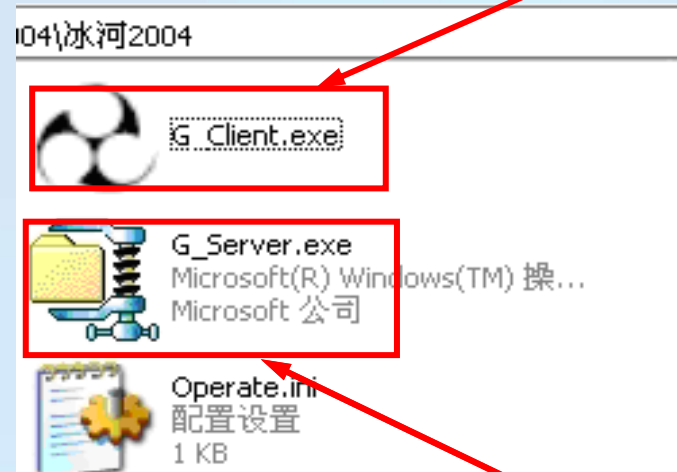 04\冰河2004
G_Client.exe
G_Server.exe
Microsoft(R) Windows(TM) 操...
Microsoft 公司
Operate.ini
配置设置
1 KB